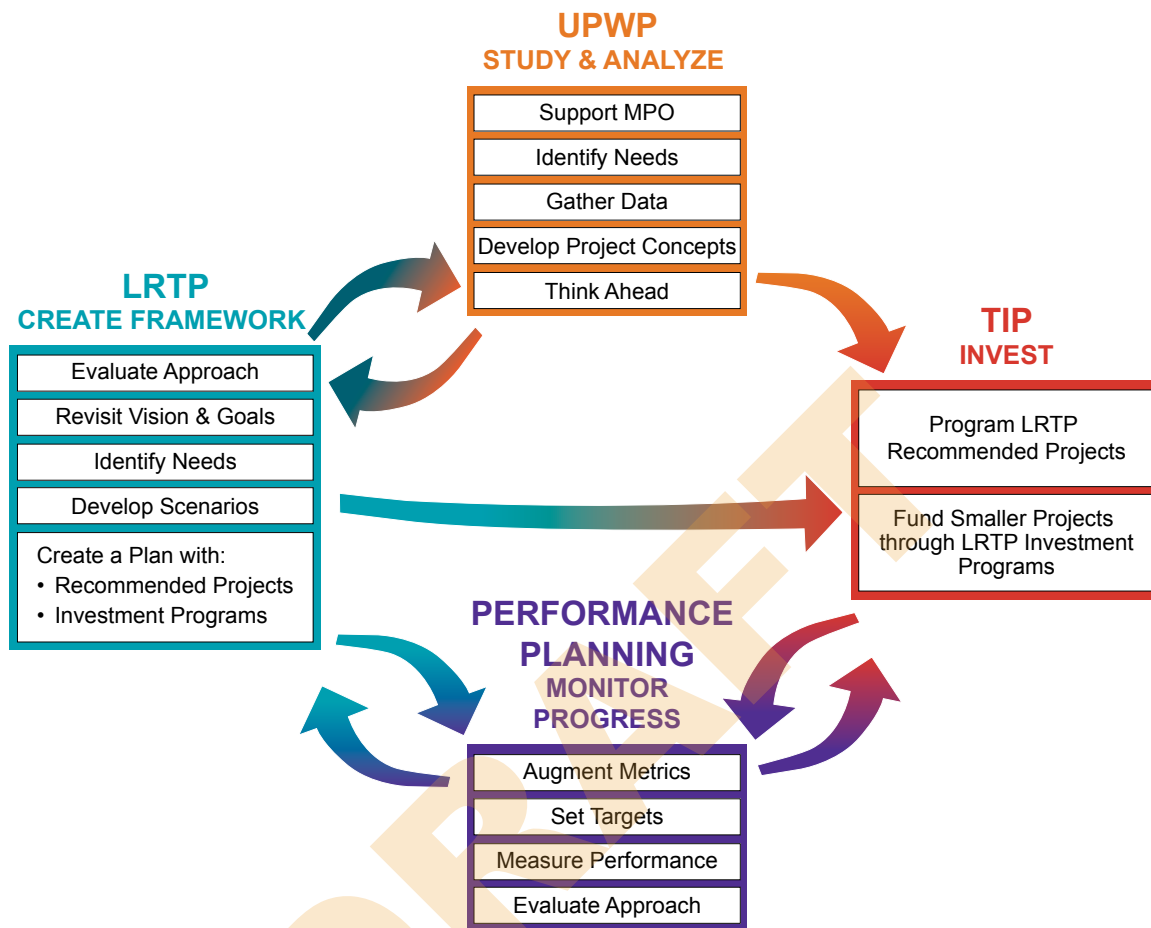 UPWP
STUDY & ANALYZE
Support MPO
Identify Needs
Gather Data
Develop Project Concepts
Think Ahead
LRTP
CREATE FRAMEWORK
Evaluate Approach
Revisit Vision & Goals
Identify Needs
Develop Scenarios
Create a Plan with:
• Recommended Projects
• Investment Programs
TIP
INVEST
Program LRTP
Recommended Projects
Fund Smaller Projects
through LRTP Investment
Programs
PERFORMANCE
PLANNING
MONITOR
PROGRESS
Augment Metrics
Set Targets
Measure Performance
Evaluate Approach
DRAFT